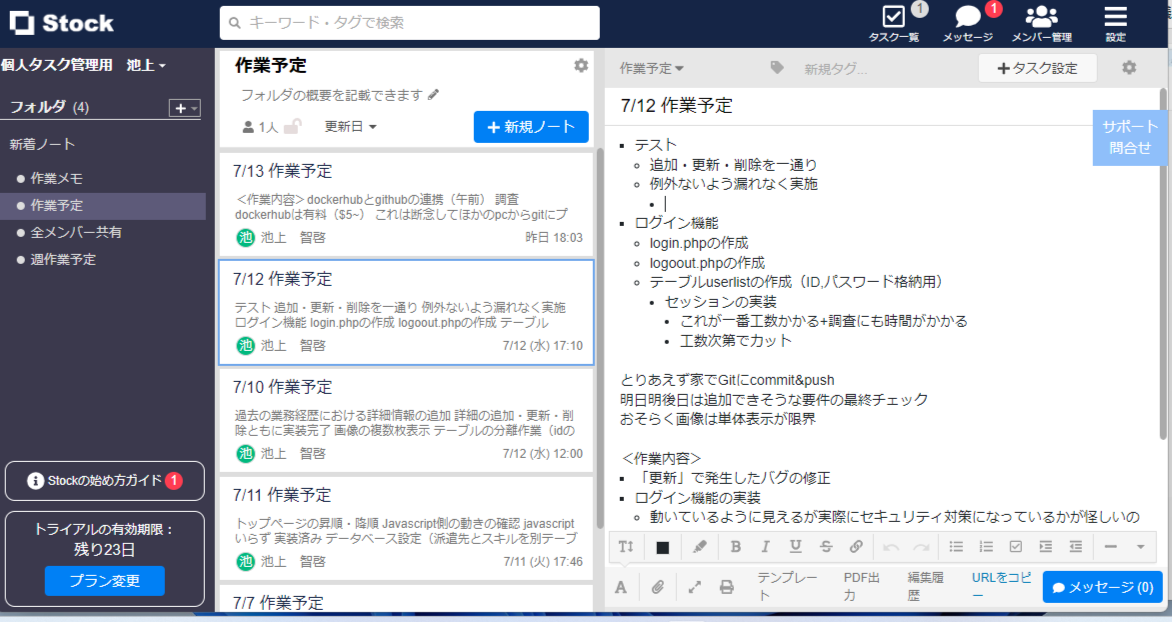 Stock
キーワード・タグで検索
タスク一覧
1
メッセージ
1
メンバー管理
設定
個人タスク管理用 池上
フォルダ (4)
+
新着ノート
作業メモ
作業予定
全メンバー共有
週作業予定
Stockの始め方ガイド 1
トライアルの有効期限：
残り23日
プラン変更
作業予定
フォルダの概要を記載できます
1人
更新日
+ 新規ノート
7/13 作業予定
＜作業内容＞dockerhubとgithubの連携（午前） 調査
dockerhubは有料（$5~） これは断念してほかのpcからgitにプ
池 池上 智啓
昨日 18:03
7/12 作業予定
テスト 追加・更新・削除を一通り 例外ないよう漏れなく実施
ログイン機能 login.phpの作成 logoout.phpの作成 テーブル
池 池上 智啓
7/12 (水) 17:10
7/10 作業予定
過去の業務経歴における詳細情報の追加 詳細の追加・更新・削
除ともに実装完了 画像の複数枚表示 テーブルの分離作業（idの
池 池上 智啓
7/12 (水) 12:00
7/11 作業予定
トップページの昇順・降順 Javascript側の動きの確認 javascript
いらず 実装済み データベース設定（派遣先とスキルを別テーブ
池 池上 智啓
7/11 (火) 17:46
7/7 作業予定
作業予定
新規タグ...
+タスク設定
7/12 作業予定
サポート
問合せ
▪ テスト
◦ 追加・更新・削除を一通り
◦ 例外ないよう漏れなく実施
•
▪ ログイン機能
◦ login.phpの作成
◦ logoout.phpの作成
◦ テーブルuserlistの作成（ID,パスワード格納用）
• セッションの実装
• これが一番工数かかる+調査にも時間がかかる
• 工数次第でカット
とりあえず家でGitにcommit&push
明日明後日は追加できそうな要件の最終チェック
おそらく画像は単体表示が限界
＜作業内容＞
▪ 「更新」で発生したバグの修正
▪ ログイン機能の実装
◦ 動いているように見えるが実際にセキュリティ対策になっているかが怪しいの
B I U S
A
テンプレー
ト
PDF出
力
編集履
歴
URLをコピ
ー
メッセージ (0)